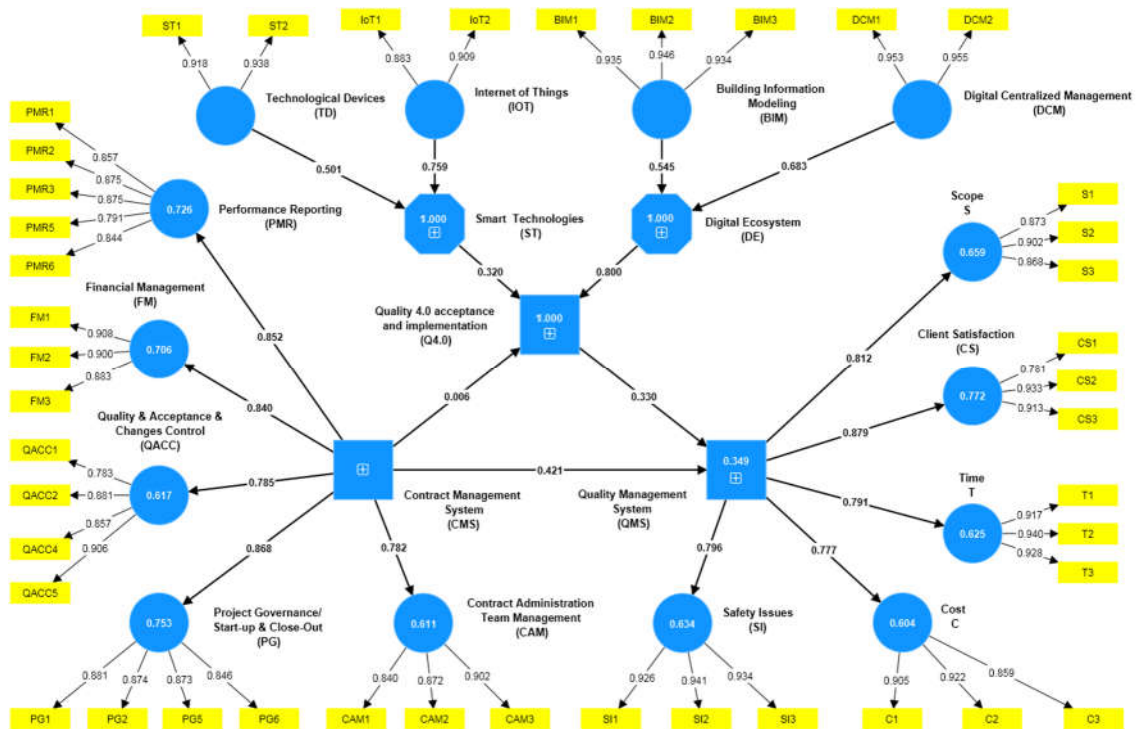 ST1
ST2
IoT1
IoT2
BIM1
BIM2
BIM3
DCM1
DCM2
0.918
0.938
0.883
0.909
0.935
0.946
0.934
0.953
0.955
Technological Devices
(TD)
Internet of Things
(IOT)
Building Information
Modeling
(BIM)
Digital Centralized Management
(DCM)
PMR1
PMR2
PMR3
PMR5
PMR6
0.857
0.875
0.875
0.791
0.844
0.726
Performance Reporting
(PMR)
0.501
0.759
0.545
0.683
1.000
Smart Technologies
(ST)
1.000
Digital Ecosystem
(DE)
Scope
S
0.659
0.873
0.902
0.868
S1
S2
S3
0.320
0.800
Financial Management
(FM)
FM1
FM2
FM3
0.908
0.900
0.883
0.706
0.852
0.840
Quality 4.0 acceptance
and implementation
(Q4.0)
1.000
0.006
0.330
0.812
Client Satisfaction
(CS)
0.772
0.781
0.933
0.913
CS1
CS2
CS3
0.879
Quality & Acceptance &
Changes Control
(QACC)
QACC1
QACC2
QACC4
QACC5
0.783
0.881
0.857
0.906
0.617
0.785
0.421
0.349
Contract Management
System
(CMS)
Quality Management
System
(QMS)
0.791
Time
T
0.625
0.917
0.940
0.928
T1
T2
T3
0.868
0.782
0.796
0.777
0.753
Project Governance/
Start-up & Close-Out
(PG)
0.611
Contract Administration
Team Management
(CAM)
0.634
Safety Issues
(SI)
0.604
Cost
C
0.881
0.874
0.873
0.846
0.840
0.872
0.902
0.926
0.941
0.934
0.905
0.922
0.859
PG1
PG2
PG5
PG6
CAM1
CAM2
CAM3
SI1
SI2
SI3
C1
C2
C3